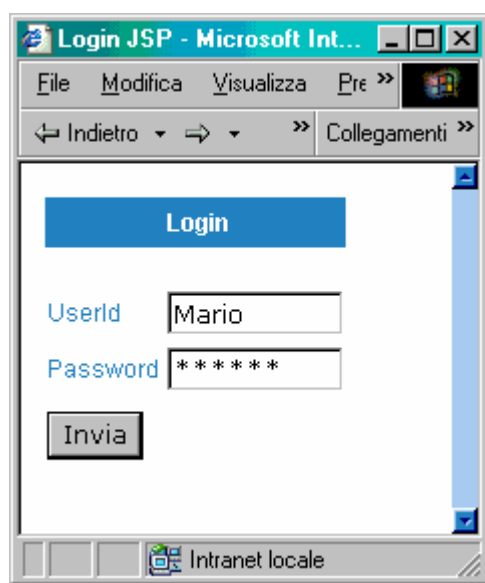 Login JSP - Microsoft Int...
File Modifica Visualizza Pre »
Indietro » Collegamenti »
Login
UserId Mario
Password ******
Invia
Intranet locale